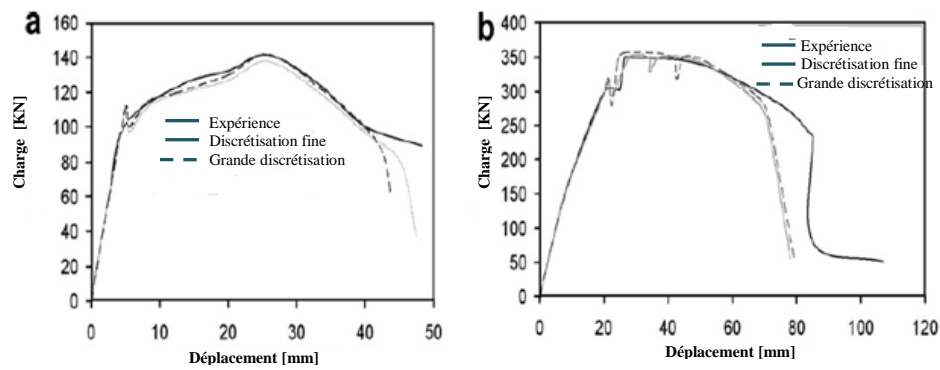 a
160
140
120
100
80
60
40
20
0
Charge [KN]
Expérience
Discrétisation fine
Grande discrétisation
0 10 20 30 40 50
Déplacement [mm]
b
400
350
300
250
200
150
100
50
0
Charge [KN]
Expérience
Discrétisation fine
Grande discrétisation
0 20 40 60 80 100 120
Déplacement [mm]